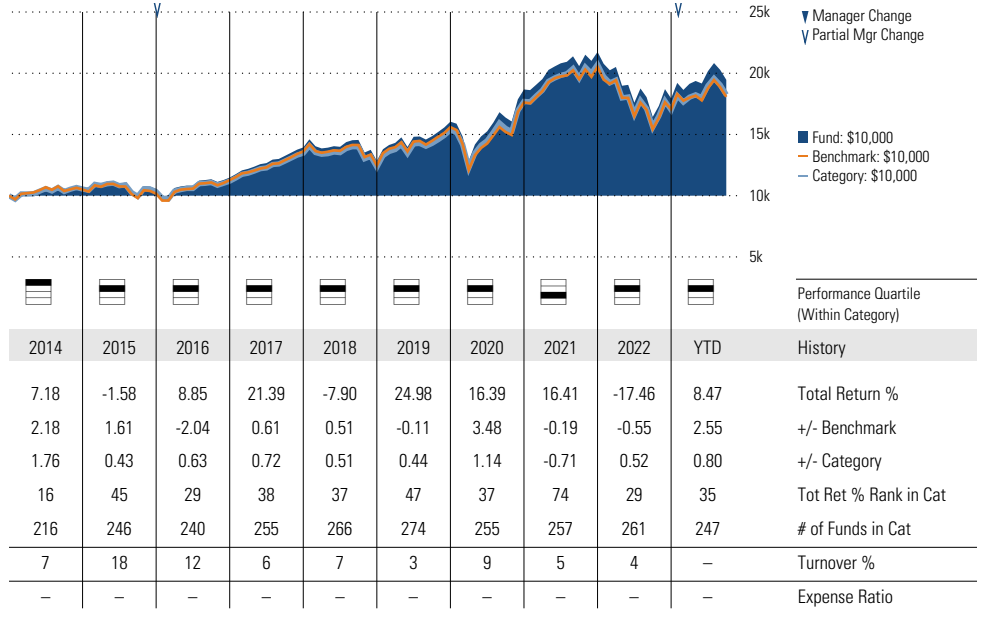 25k
20k
15k
10k
5k
Manager Change
Partial Mgr Change
Fund: $10,000
Benchmark: $10,000
Category: $10,000
Performance Quartile
(Within Category)
2014 2015 2016 2017 2018 2019 2020 2021 2022 YTD History
7.18 -1.58 8.85 21.39 -7.90 24.98 16.39 16.41 -17.46 8.47 Total Return %
2.18 1.61 -2.04 0.61 0.51 -0.11 3.48 -0.19 -0.55 2.55 +/- Benchmark
1.76 0.43 0.63 0.72 0.51 0.44 1.14 -0.71 0.52 0.80 +/- Category
16 45 29 38 37 47 37 74 29 35 Tot Ret % Rank in Cat
216 246 240 255 266 274 255 257 261 247 # of Funds in Cat
7 18 12 6 7 3 9 5 4 – Turnover %
– – – – – – – – – – Expense Ratio